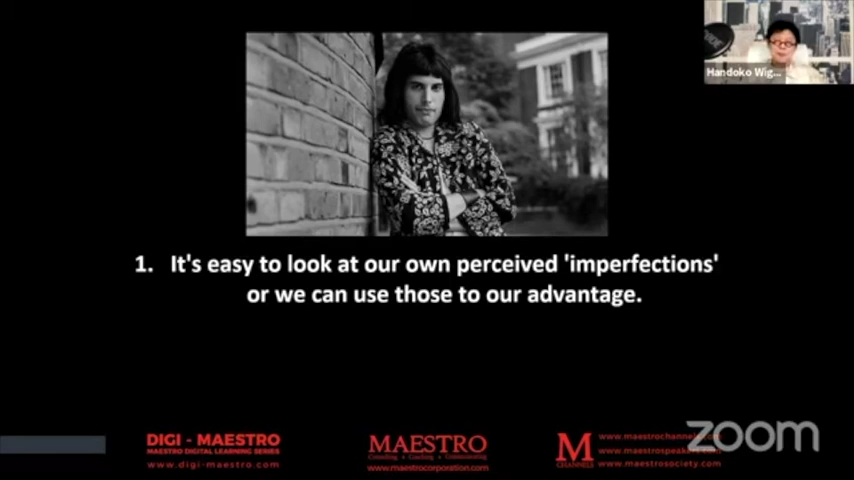 Handoko Wig...
1. It's easy to look at our own perceived 'imperfections'
or we can use those to our advantage.
DIGI - MAESTRO
MAESTRO DIGITAL LEARNING SERIES
www.digi-maestro.com
MAESTRO
Consulting • Coaching • Commissioning
www.maestrocorporation.com
M
CHANNELS
www.maestrochannels.com
www.maestrospeakers.com
www.maestrosociety.com
zoom